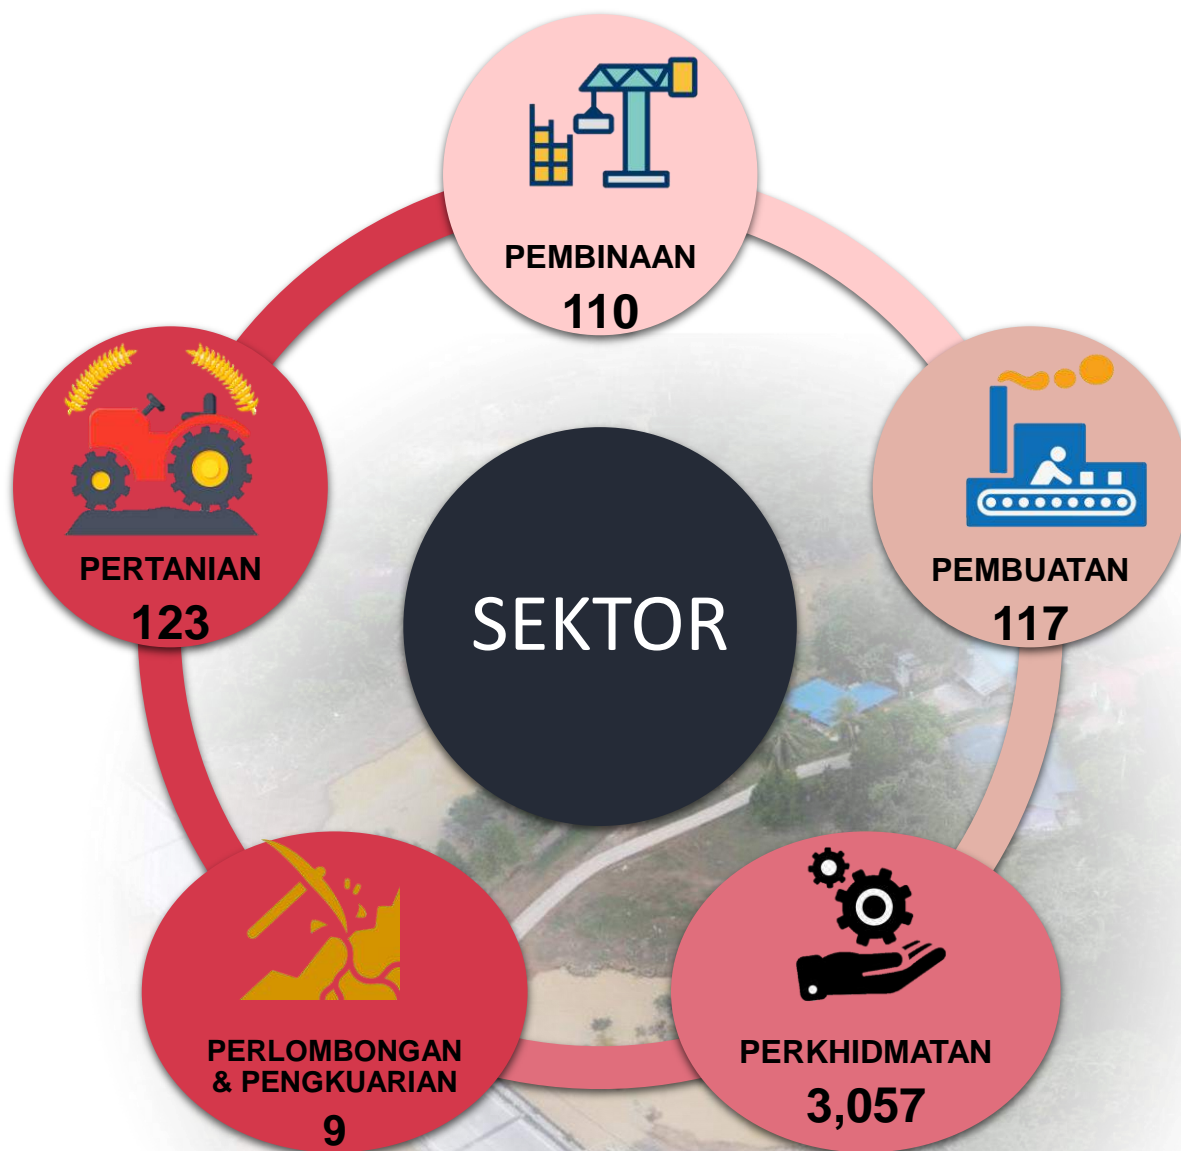 PEMBINAAN
110
PERTANIAN
123
PEMBUATAN
117
SEKTOR
PERLOMBONGAN
& PENGKUARIAN
9
PERKHIDMATAN
3,057